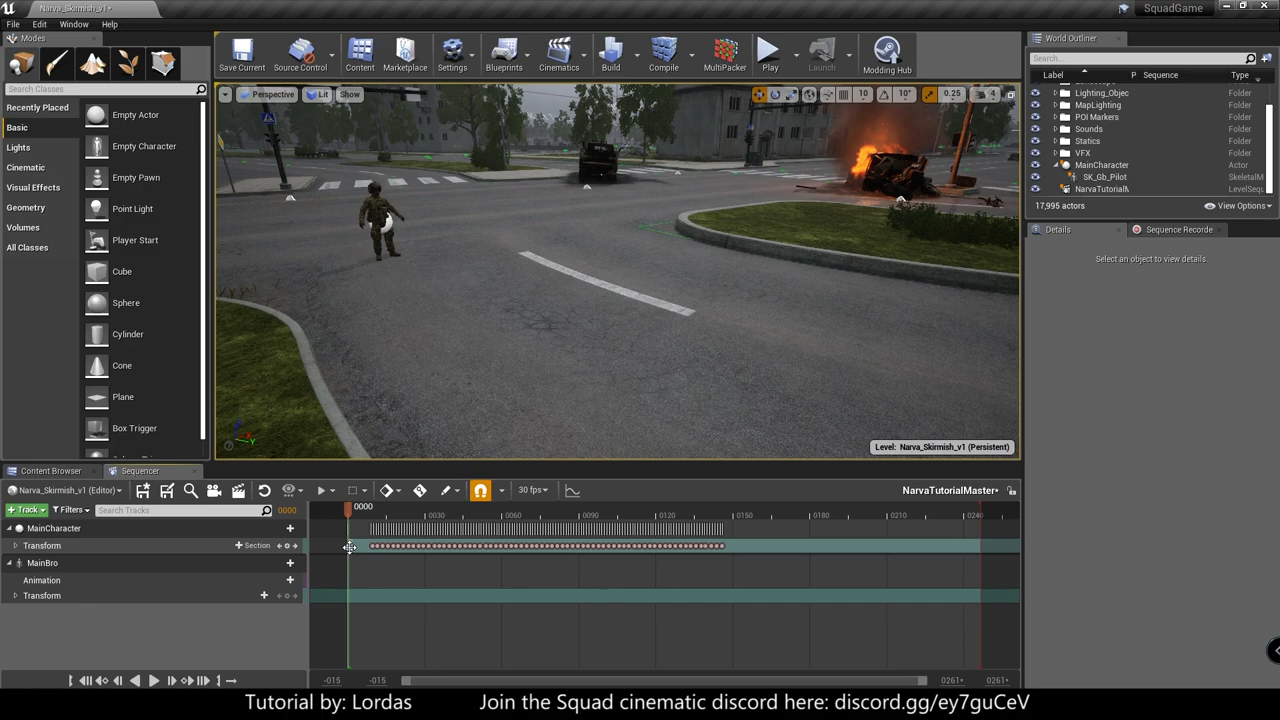 Narva_Skirmish_v1*
SquadGame
File Edit Window Help
Modes
Search Classes
Recently Placed
Basic
Lights
Cinematic
Visual Effects
Geometry
Volumes
All Classes
Empty Actor
Empty Character
Empty Pawn
Point Light
Player Start
Cube
Sphere
Cylinder
Cone
Plane
Box Trigger
Save Current Source Control Content Marketplace Settings Blueprints Cinematics Build Compile MultiPacker Play Launch Modding Hub
Perspective Lit Show 10 10° 0.25 4
Level: Narva_Skirmish_v1 (Persistent)
World Outliner
Search...
Label P Sequence Type
Lighting_Objec Folder
MapLighting Folder
POI Markers Folder
Sounds Folder
Statics Folder
VFX Folder
MainCharacter Actor
SK_Gb_Pilot SkeletalM
NarvaTutorialM LevelSequ
17,995 actors View Options
Details Sequence Recorde
Select an object to view details.
Content Browser Sequencer
Narva_Skirmish_v1 (Editor) 30 fps NarvaTutorialMaster*
Track Filters Search Tracks 0000
0000
0030 0060 0090 0120 0150 0180 0210 0240
MainCharacter
Transform Section
MainBro
Animation
Transform
-015 -015 0261+ 0261+
Tutorial by: Lordas Join the Squad cinematic discord here: discord.gg/ey7guCeV